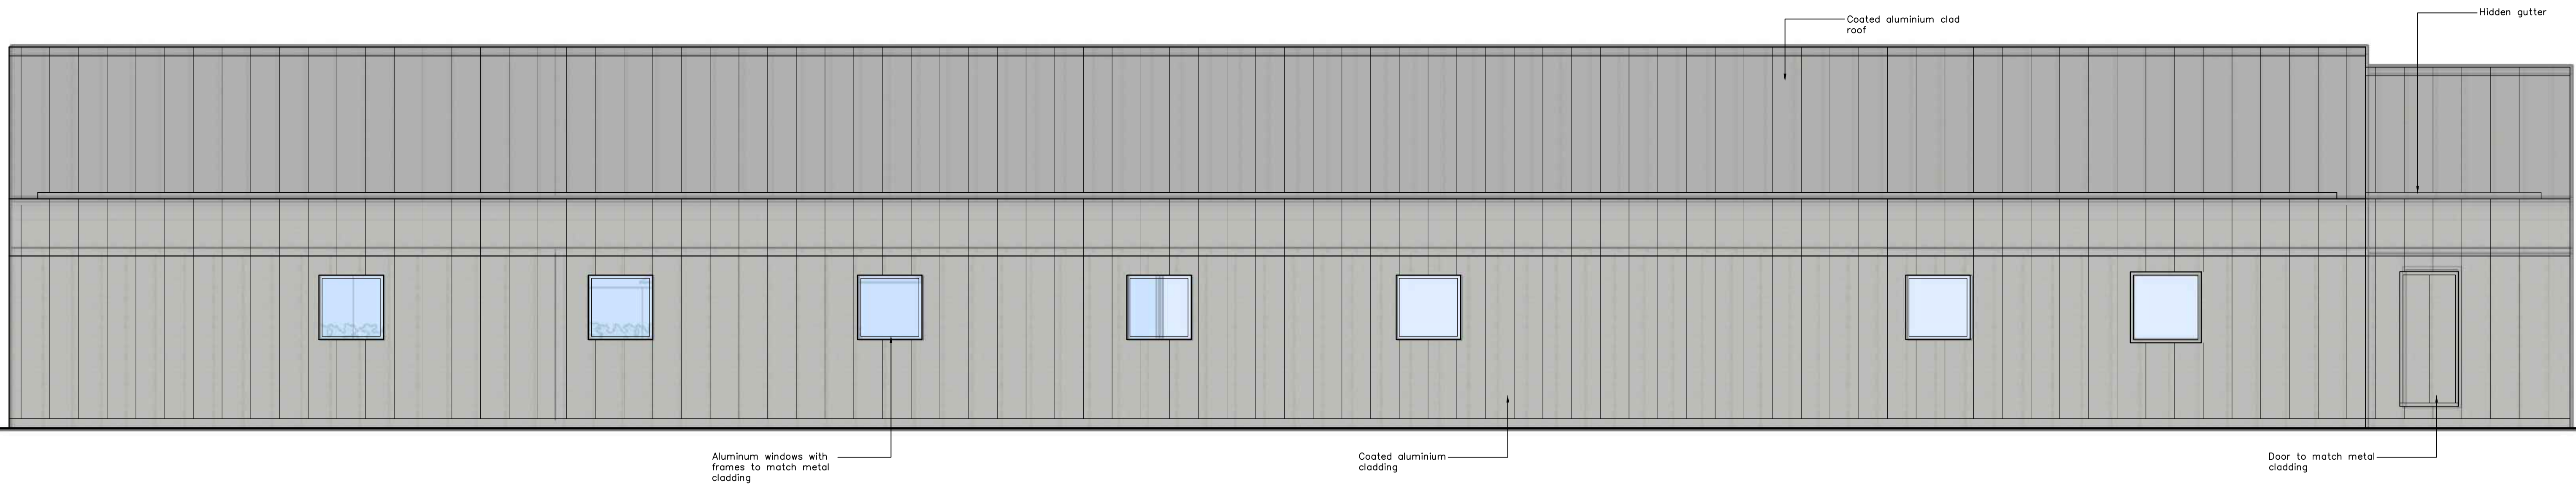 Hidden gutter
Coated aluminium clad
roof
Aluminum windows with
frames to match metal
cladding
Coated aluminium
cladding
Door to match metal
cladding